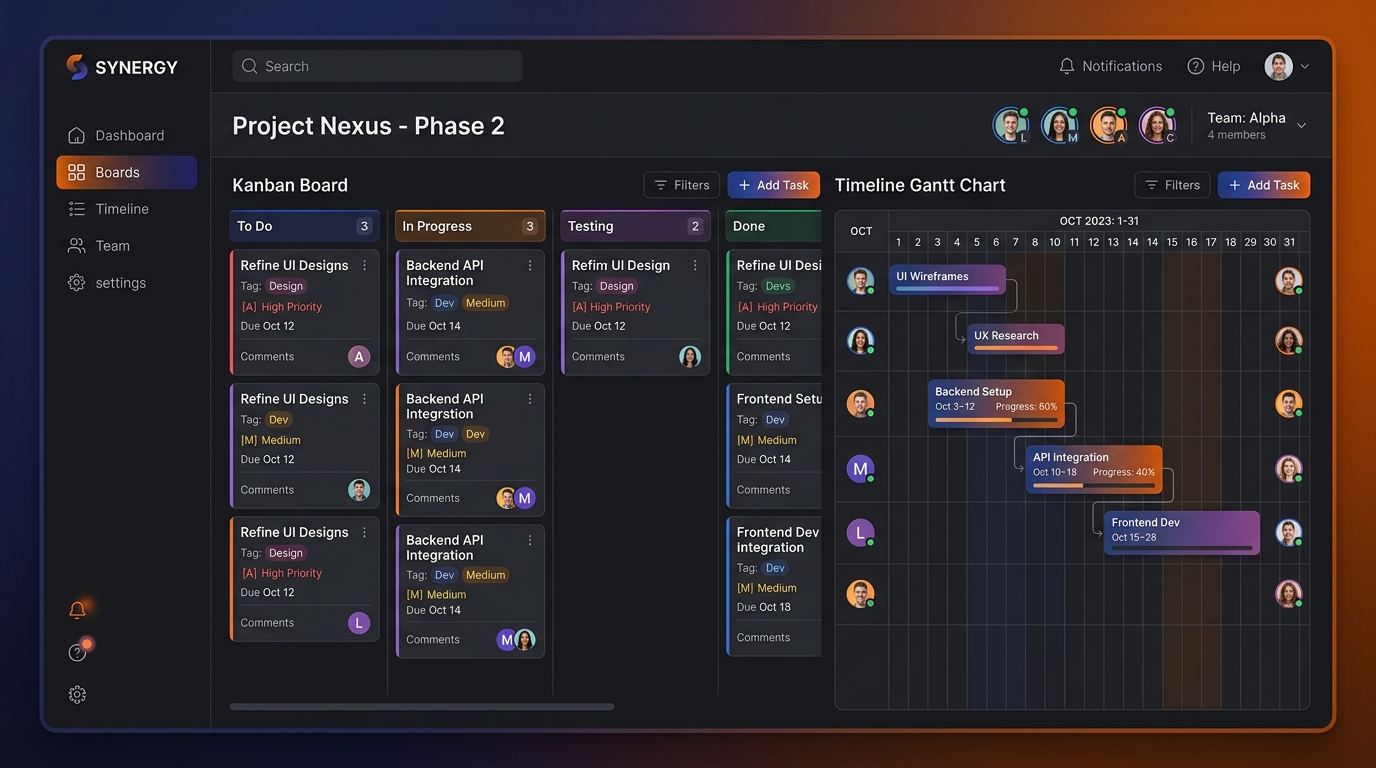 SYNERGY
Search
Notifications
Help
Dashboard
Boards
Timeline
Team
settings
Project Nexus - Phase 2
L
M
A
C
Team: Alpha
4 members
Kanban Board
Filters
+ Add Task
To Do 3
Refine UI Designs
Tag: Design
[A] High Priority
Due Oct 12
Comments
A
Refine UI Designs
Tag: Dev
[M] Medium
Due Oct 12
Comments
Refine UI Designs
Tag: Design
[A] High Priority
Due Oct 12
Comments
L
In Progress 3
Backend API
Integration
Tag: Dev Medium
Due Oct 14
Comments
M
Backend API
Integrstion
Tag: Dev Dev
[M] Medium
Due Oct 14
Comments
M
Backend API
Integration
Tag: Dev Medium
[M] Medium
Due Oct 14
Comments
M
Testing 2
Refim UI Design
Tag: Design
[A] High Priority
Due Oct 12
Comments
Done
Refine UI Desi
Tag: Devs
[A] High Priority
Due Oct 12
Comments
Frontend Setu
Tag: Dev
[M] Medium
Due Oct 14
Comments
Frontend Dev
Integration
Tag: Dev
[M] Medium
Due Oct 18
Comments
Timeline Gantt Chart
Filters
+ Add Task
OCT
OCT 2023: 1-31
1 2 3 4 5 6 7 8 9 10 11 12 13 14 14 15 16 17 18 29 30 31
UI Wireframes
UX Research
Backend Setup
Oct 3–12 Progress: 60%
M
API Integration
Oct 10–18 Progress: 40%
L
Frontend Dev
Oct 15–28